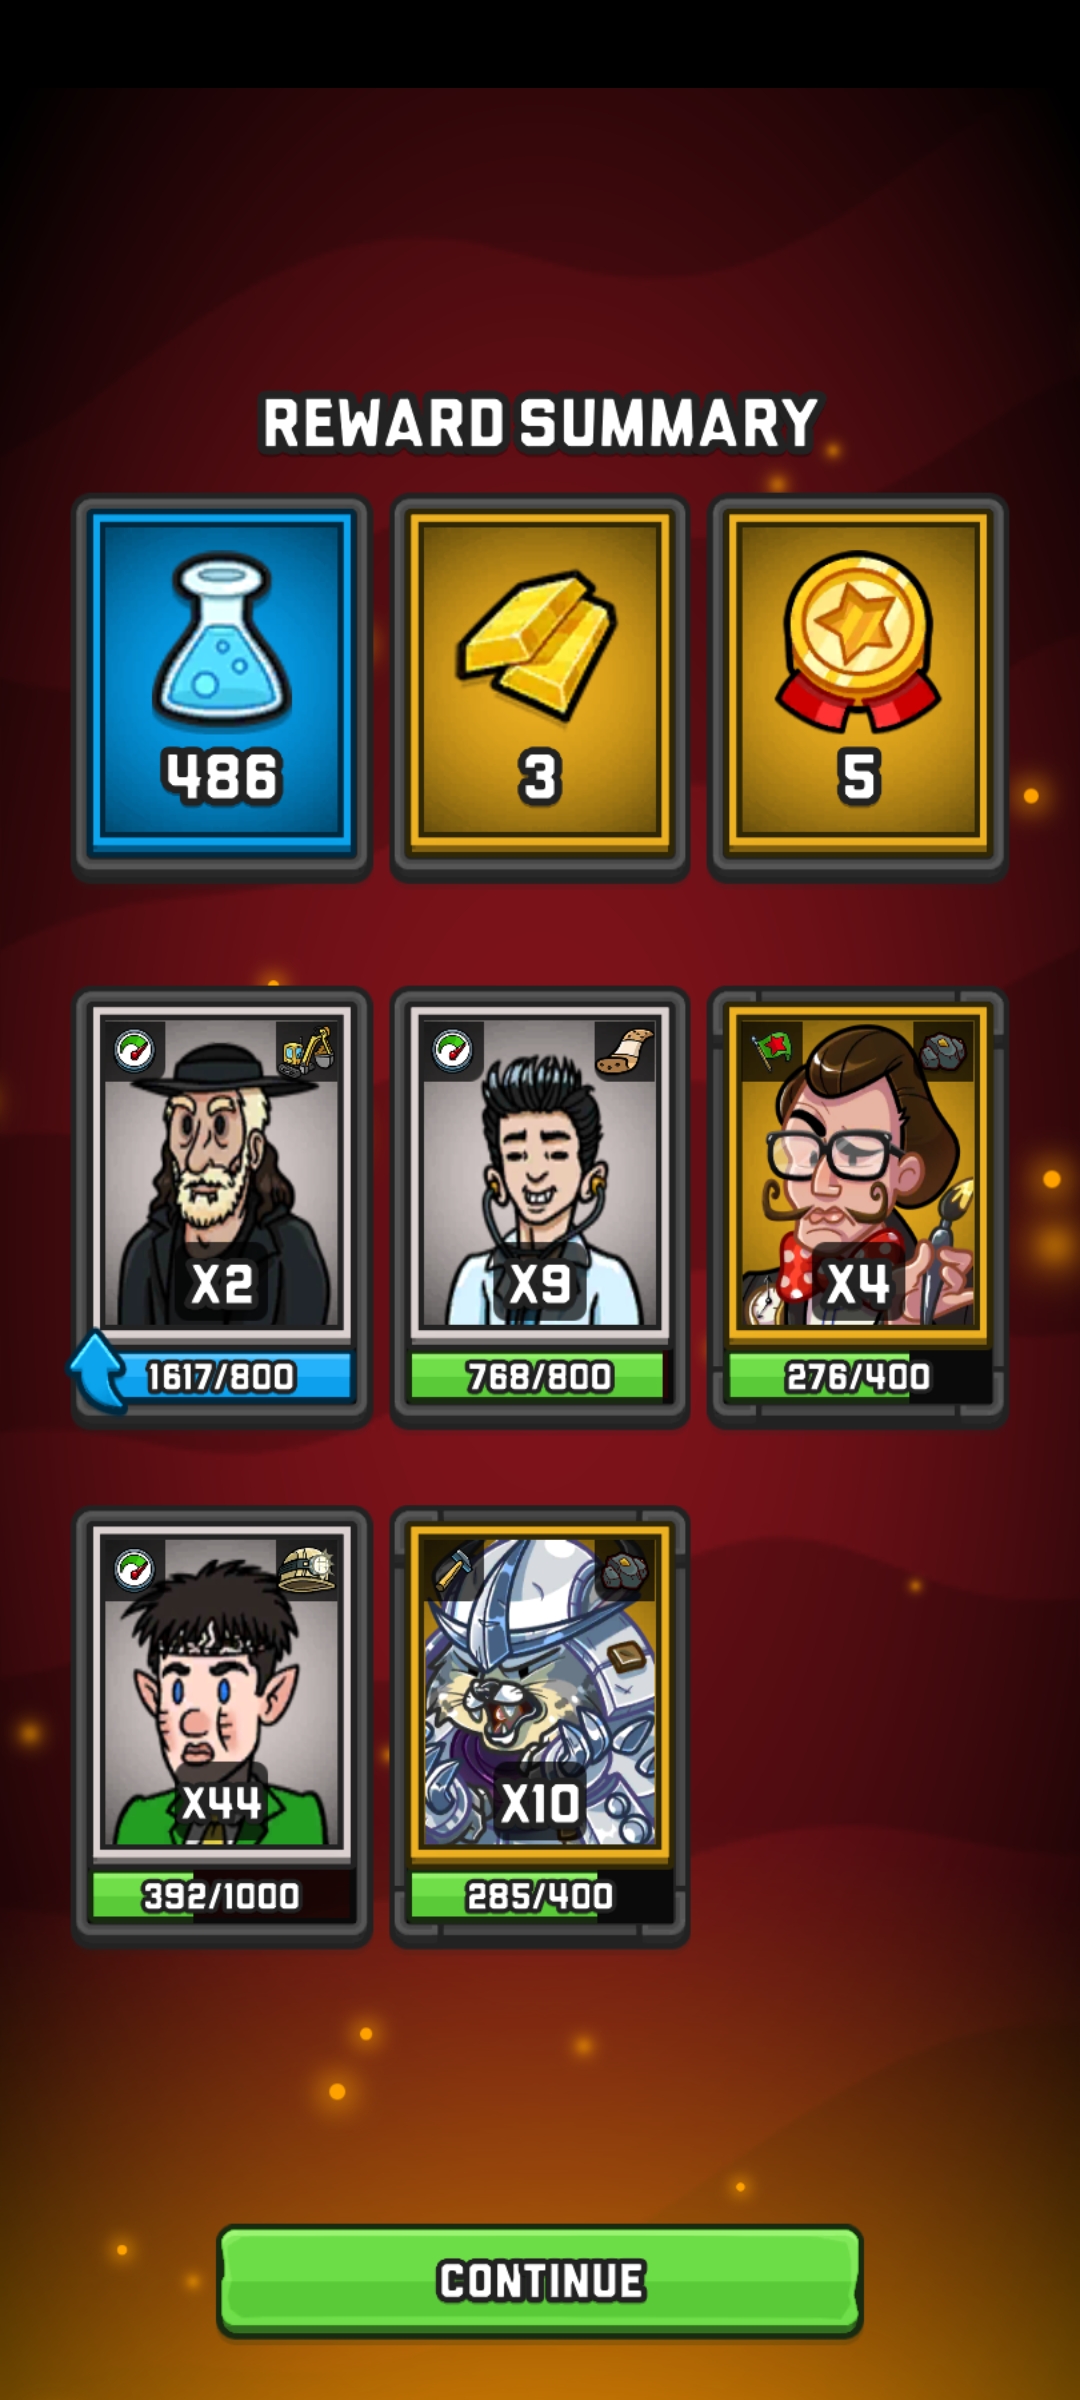 REWARD SUMMARY
486
3
5
X2
X9
X4
1617/800
768/800
276/400
X44
X10
392/1000
285/400
CONTINUE